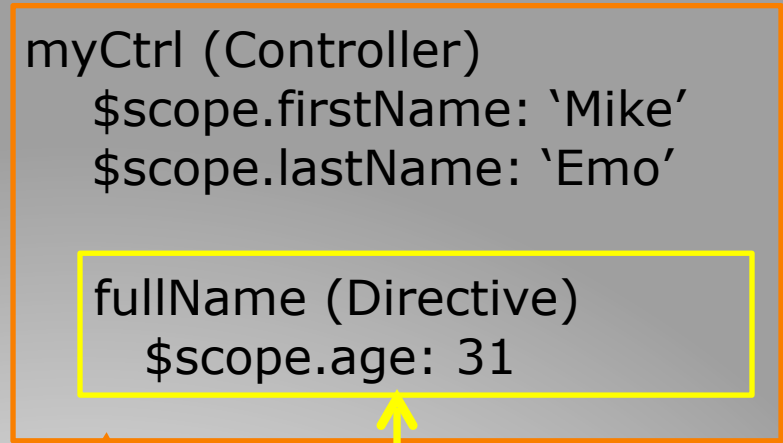 myCtrl (Controller)
$scope.firstName: ‘Mike’
$scope.lastName: ‘Emo’
fullName (Directive)
$scope.age: 31